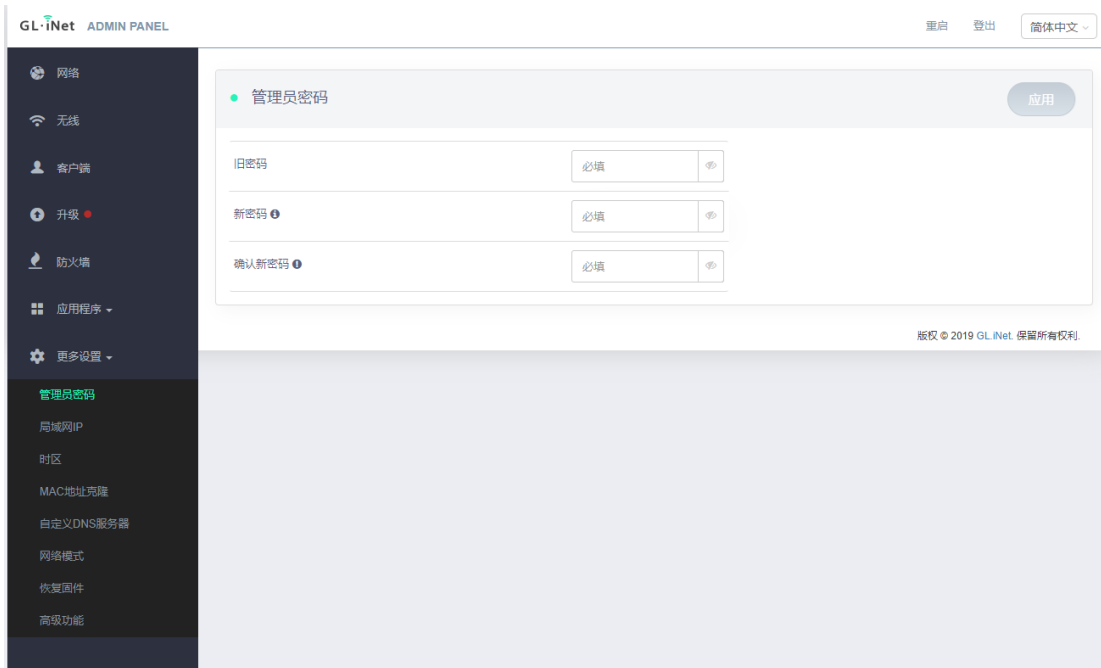 GL·iNet ADMIN PANEL 重启 登出 简体中文
网络
无线
客户端
升级
防火墙
应用程序
更多设置
管理员密码
局域网IP
时区
MAC地址克隆
自定义DNS服务器
网络模式
恢复固件
高级功能
管理员密码 应用
旧密码 必填
新密码 必填
确认新密码 必填
版权 © 2019 GL.iNet. 保留所有权利.